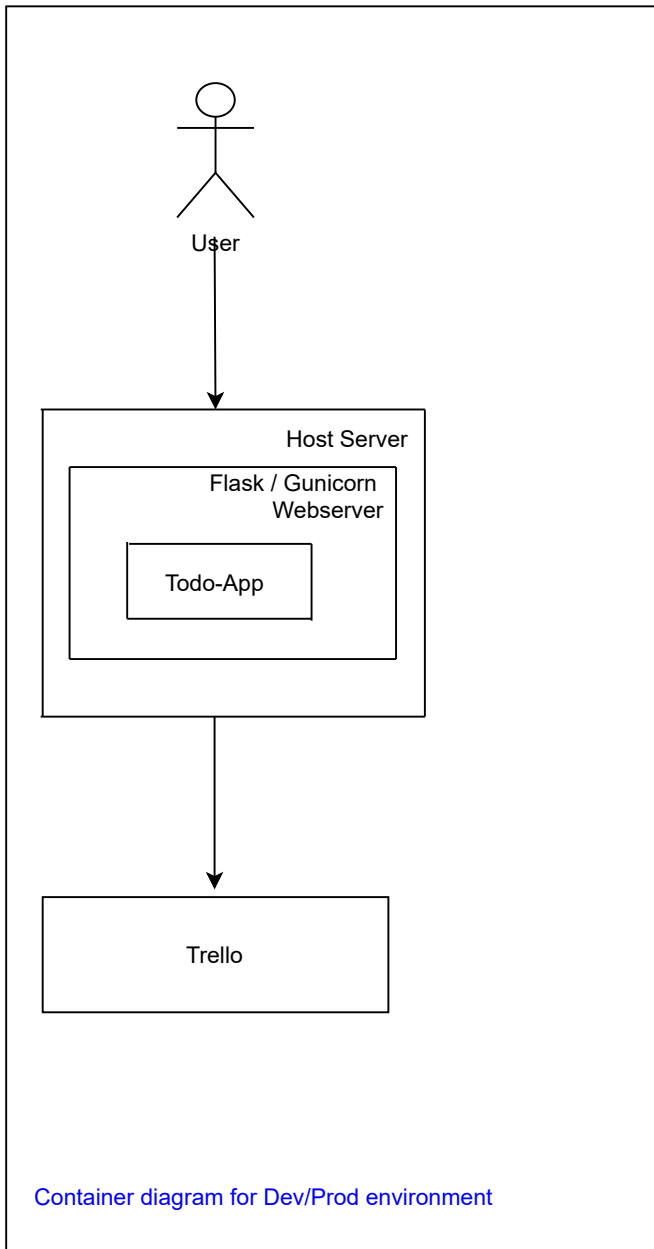 User
Host Server
Flask / Gunicorn
Webserver
Todo-App
Trello
Container diagram for Dev/Prod environment